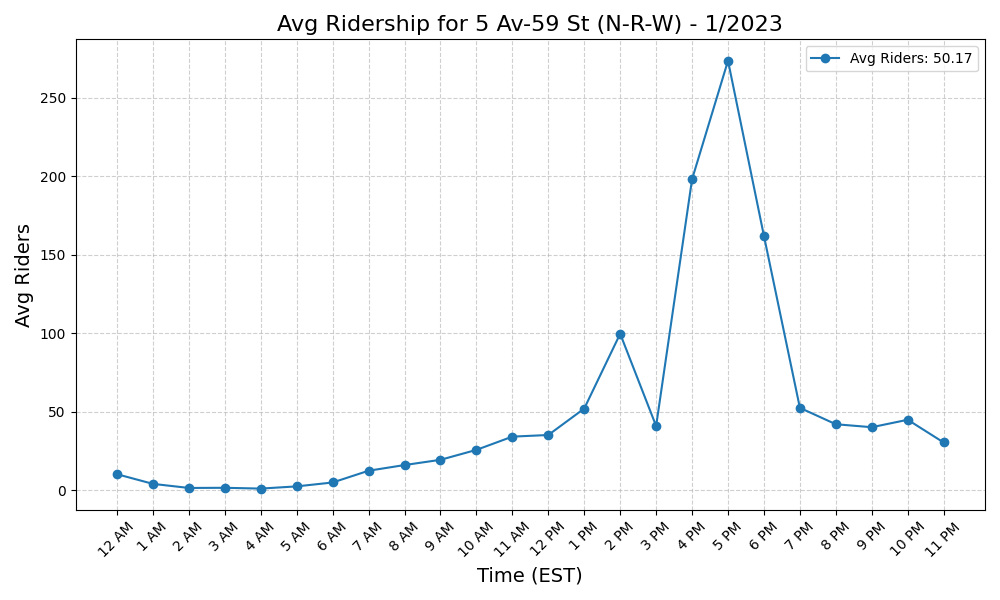 Avg Ridership for 5 Av-59 St (N-R-W) - 1/2023
Avg Riders: 50.17
Avg Riders
250
200
150
100
50
0
12 AM
1 AM
2 AM
3 AM
4 AM
5 AM
6 AM
7 AM
8 AM
9 AM
10 AM
11 AM
12 PM
1 PM
2 PM
3 PM
4 PM
5 PM
6 PM
7 PM
8 PM
9 PM
10 PM
11 PM
Time (EST)